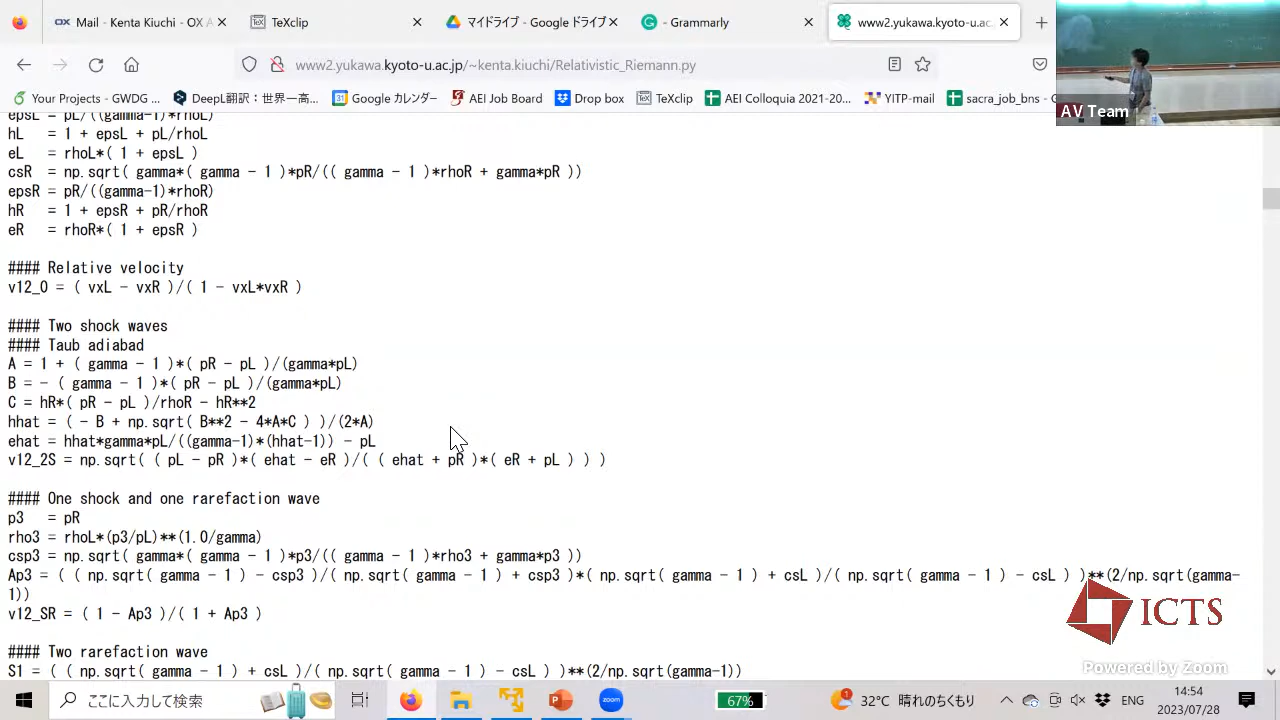 Mail - Kenta Kiuchi - OX A
TeXclip
マイドライブ - Google ドライブ
- Grammarly
www2.yukawa.kyoto-u.ac.
www2.yukawa.kyoto-u.ac.jp/~kenta.kiuchi/Relativistic_Riemann.py
Your Projects - GWDG ...
DeepL翻訳：世界一高...
Google カレンダー
AEI Job Board
Drop box
TeXclip
AEI Colloquia 2021-20...
YITP-mail
sacra_job_bns - G
AV Team
epsL = pL/((gamma-1)*rhoL)
hL = 1 + epsL + pL/rhoL
eL = rhoL*( 1 + epsL )
csR = np.sqrt( gamma*( gamma - 1 )*pR/(( gamma - 1 )*rhoR + gamma*pR ))
epsR = pR/((gamma-1)*rhoR)
hR = 1 + epsR + pR/rhoR
eR = rhoR*( 1 + epsR )
#### Relative velocity
v12_0 = ( vxL - vxR )/( 1 - vxL*vxR )
#### Two shock waves
#### Taub adiabad
A = 1 + ( gamma - 1 )*( pR - pL )/(gamma*pL)
B = - ( gamma - 1 )*( pR - pL )/(gamma*pL)
C = hR*( pR - pL )/rhoR - hR**2
hhat = ( - B + np.sqrt( B**2 - 4*A*C ) )/(2*A)
ehat = hhat*gamma*pL/((gamma-1)*(hhat-1)) - pL
v12_2S = np.sqrt( ( pL - pR )*( ehat - eR )/( ( ehat + pR )*( eR + pL ) ) )
#### One shock and one rarefaction wave
p3 = pR
rho3 = rhoL*(p3/pL)**(1.0/gamma)
csp3 = np.sqrt( gamma*( gamma - 1 )*p3/(( gamma - 1 )*rho3 + gamma*p3 ))
Ap3 = ( ( np.sqrt( gamma - 1 ) - csp3 )/( np.sqrt( gamma - 1 ) + csp3 )*( np.sqrt( gamma - 1 ) + csL )/( np.sqrt( gamma - 1 ) - csL ) )**(2/np.sqrt(gamma-
1))
v12_SR = ( 1 - Ap3 )/( 1 + Ap3 )
#### Two rarefaction wave
S1 = ( ( np.sqrt( gamma - 1 ) + csL )/( np.sqrt( gamma - 1 ) - csL ) )**(2/np.sqrt(gamma-1))
ICTS
Powered by Zoom
ここに入力して検索
zoom
67%
1
32°C 晴れのちくもり
ENG
14:54
2023/07/28